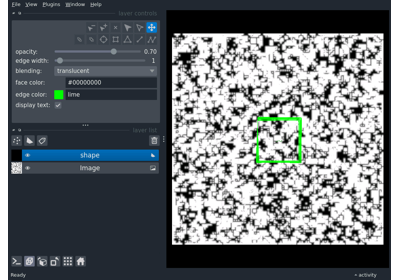 File View Plugins Window Help
layer controls
opacity: 0.70
edge width: 1
blending: translucent
face color: #00000000
edge color: lime
display text:
layer list
shape
Image
Ready
activity